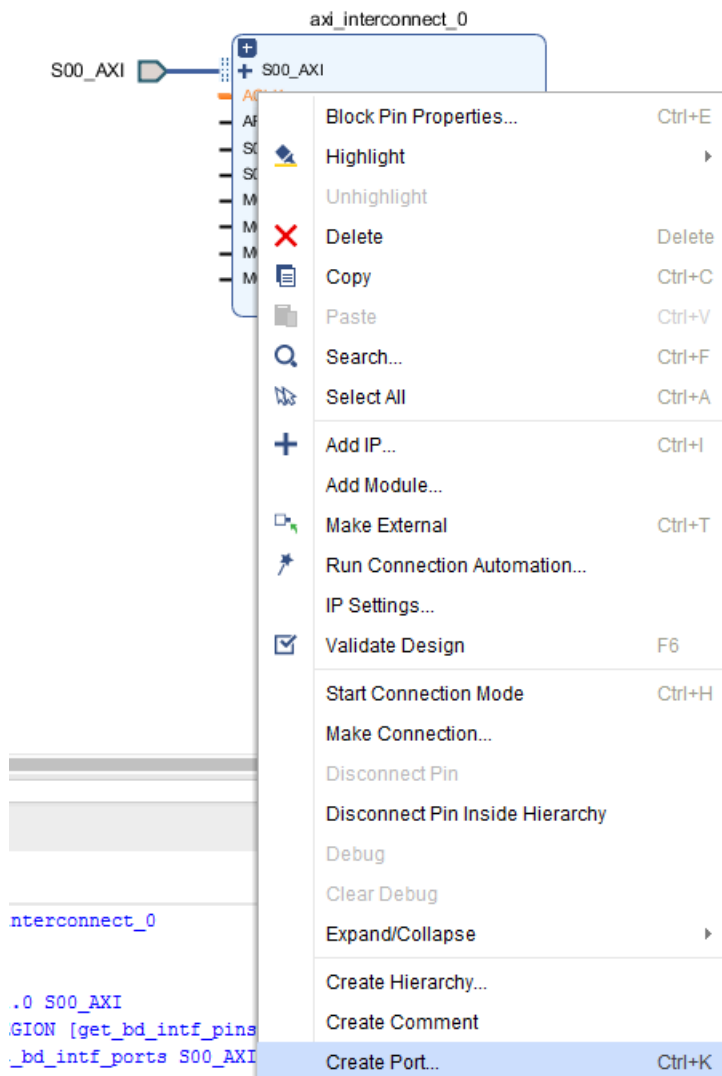 axi_interconnect_0
S00_AXI
S00_AXI
Block Pin Properties... Ctrl+E
Highlight
Unhighlight
Delete Delete
Copy Ctrl+C
Paste Ctrl+V
Search... Ctrl+F
Select All Ctrl+A
Add IP... Ctrl+I
Add Module...
Make External Ctrl+T
Run Connection Automation...
IP Settings...
Validate Design F6
Start Connection Mode Ctrl+H
Make Connection...
Disconnect Pin
Disconnect Pin Inside Hierarchy
Debug
Clear Debug
Expand/Collapse
Create Hierarchy...
Create Comment
Create Port... Ctrl+K
nterconnect_0
.0 S00_AXI
GION [get_bd_intf_pins
_bd_intf_ports S00_AXI